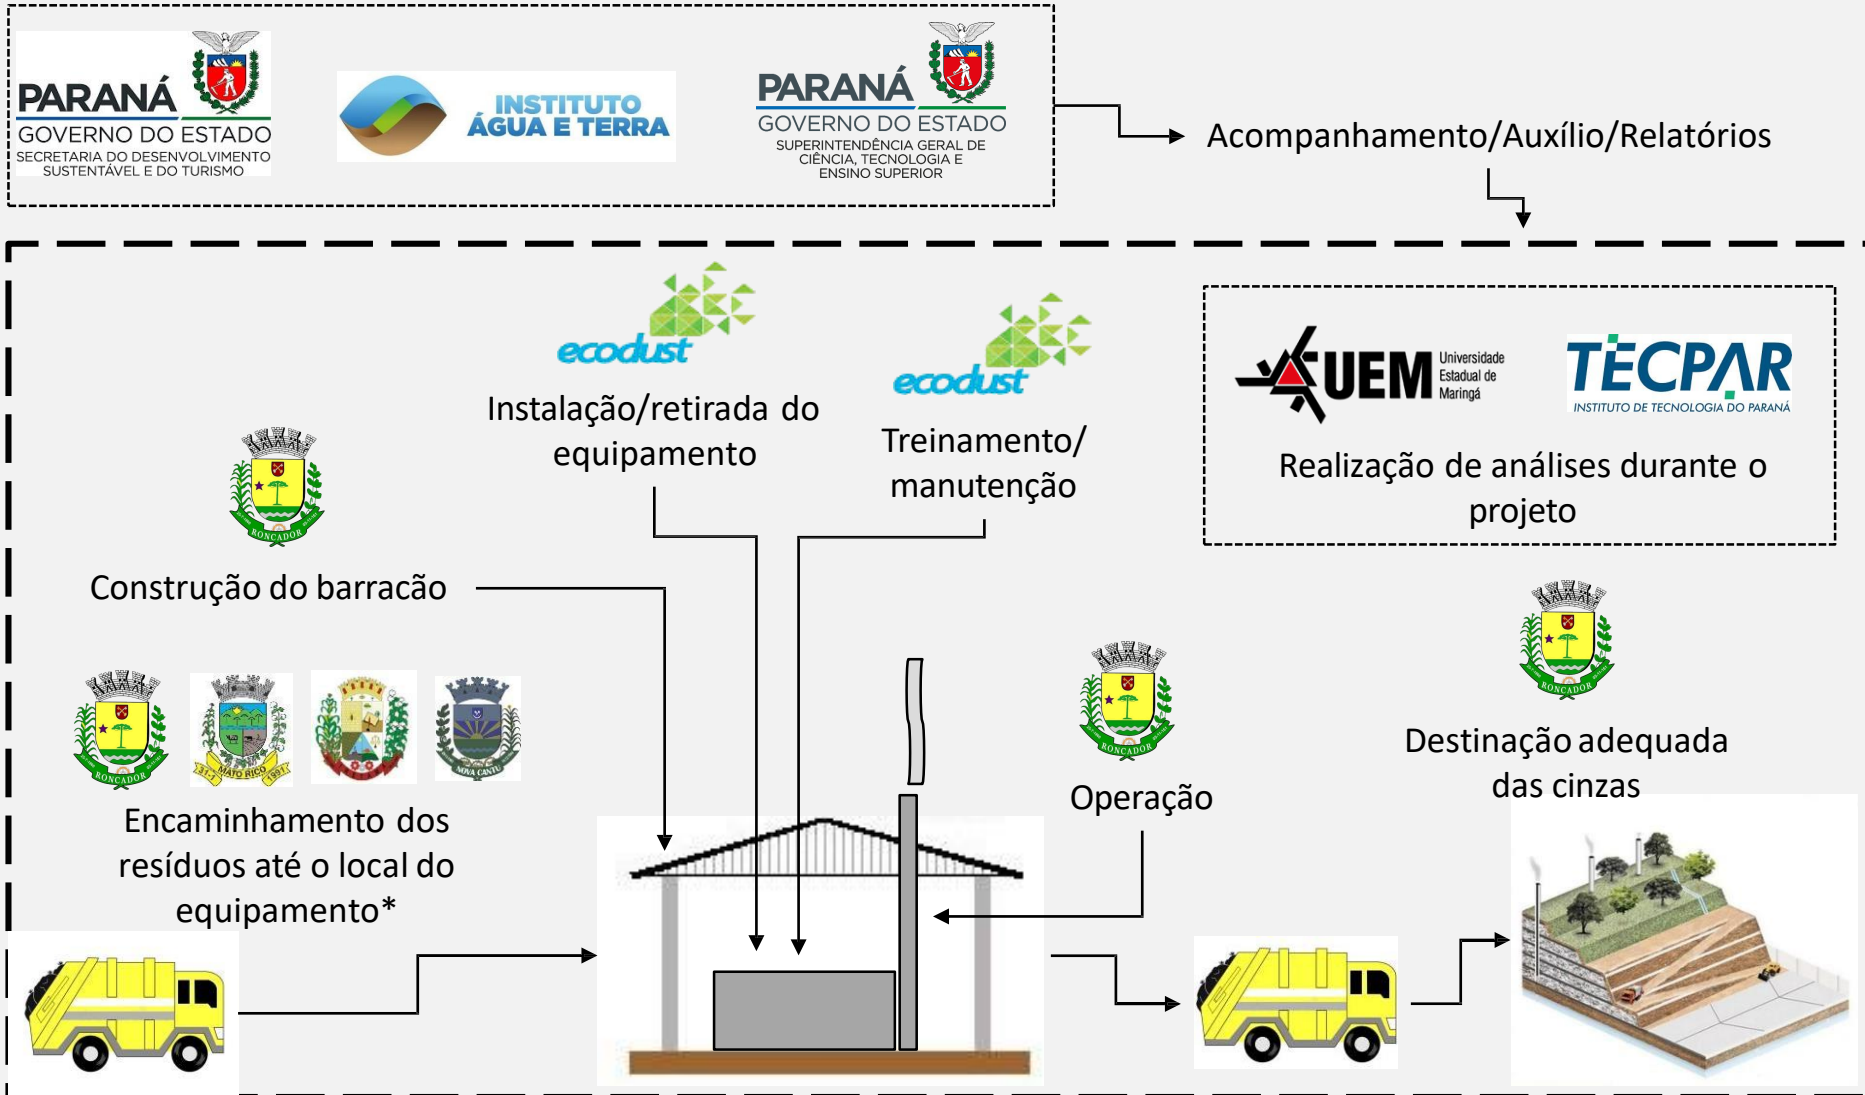 PARANÁ
GOVERNO DO ESTADO
SECRETARIA DO DESENVOLVIMENTO
SUSTENTÁVEL E DO TURISMO
INSTITUTO
ÁGUA E TERRA
PARANÁ
GOVERNO DO ESTADO
SUPERINTENDÊNCIA GERAL DE
CIÊNCIA, TECNOLOGIA E
ENSINO SUPERIOR
Acompanhamento/Auxílio/Relatórios
ecodust
Instalação/retirada do
equipamento
ecodust
Treinamento/
manutenção
UEM
Universidade
Estadual de
Maringá
TECPAR
INSTITUTO DE TECNOLOGIA DO PARANÁ
Realização de análises durante o
projeto
RONCADOR
Construção do barracão
RONCADOR
31-1 MATO RICO 1991
NOVA CANTU
Encaminhamento dos
resíduos até o local do
equipamento*
RONCADOR
Operação
RONCADOR
Destinação adequada
das cinzas